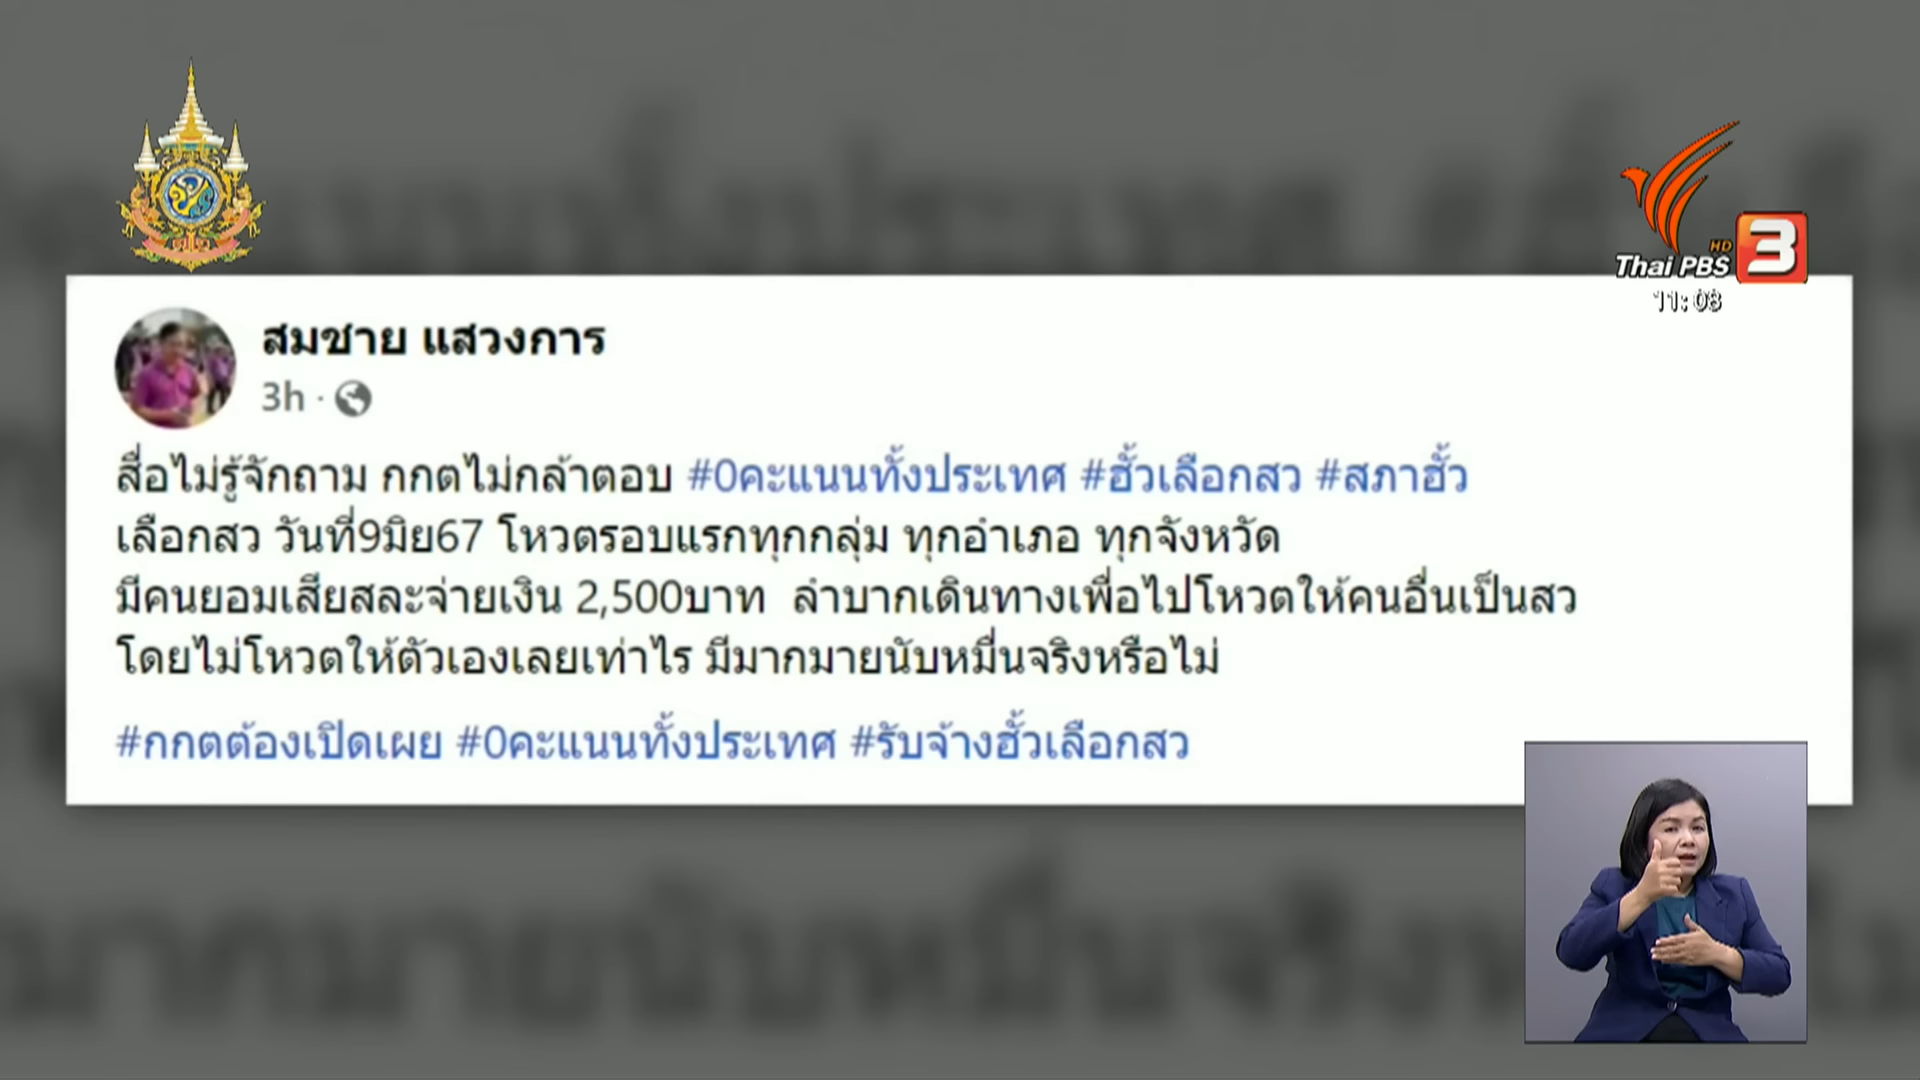 HD
Thai PBS 3
11:08
สมชาย แสวงการ
3h ·
สื่อไม่รู้จักถาม กกตไม่กล้าตอบ #0คะแนนทั้งประเทศ #ฮั้วเลือกสว #สภาฮั้ว
เลือกสว วันที่9มิย67 โหวตรอบแรกทุกกลุ่ม ทุกอำเภอ ทุกจังหวัด
มีคนยอมเสียสละจ่ายเงิน 2,500บาท ลำบากเดินทางเพื่อไปโหวตให้คนอื่นเป็นสว
โดยไม่โหวตให้ตัวเองเลยเท่าไร มีมากมายนับหมื่นจริงหรือไม่
#กกตต้องเปิดเผย #0คะแนนทั้งประเทศ #รับจ้างฮั้วเลือกสว